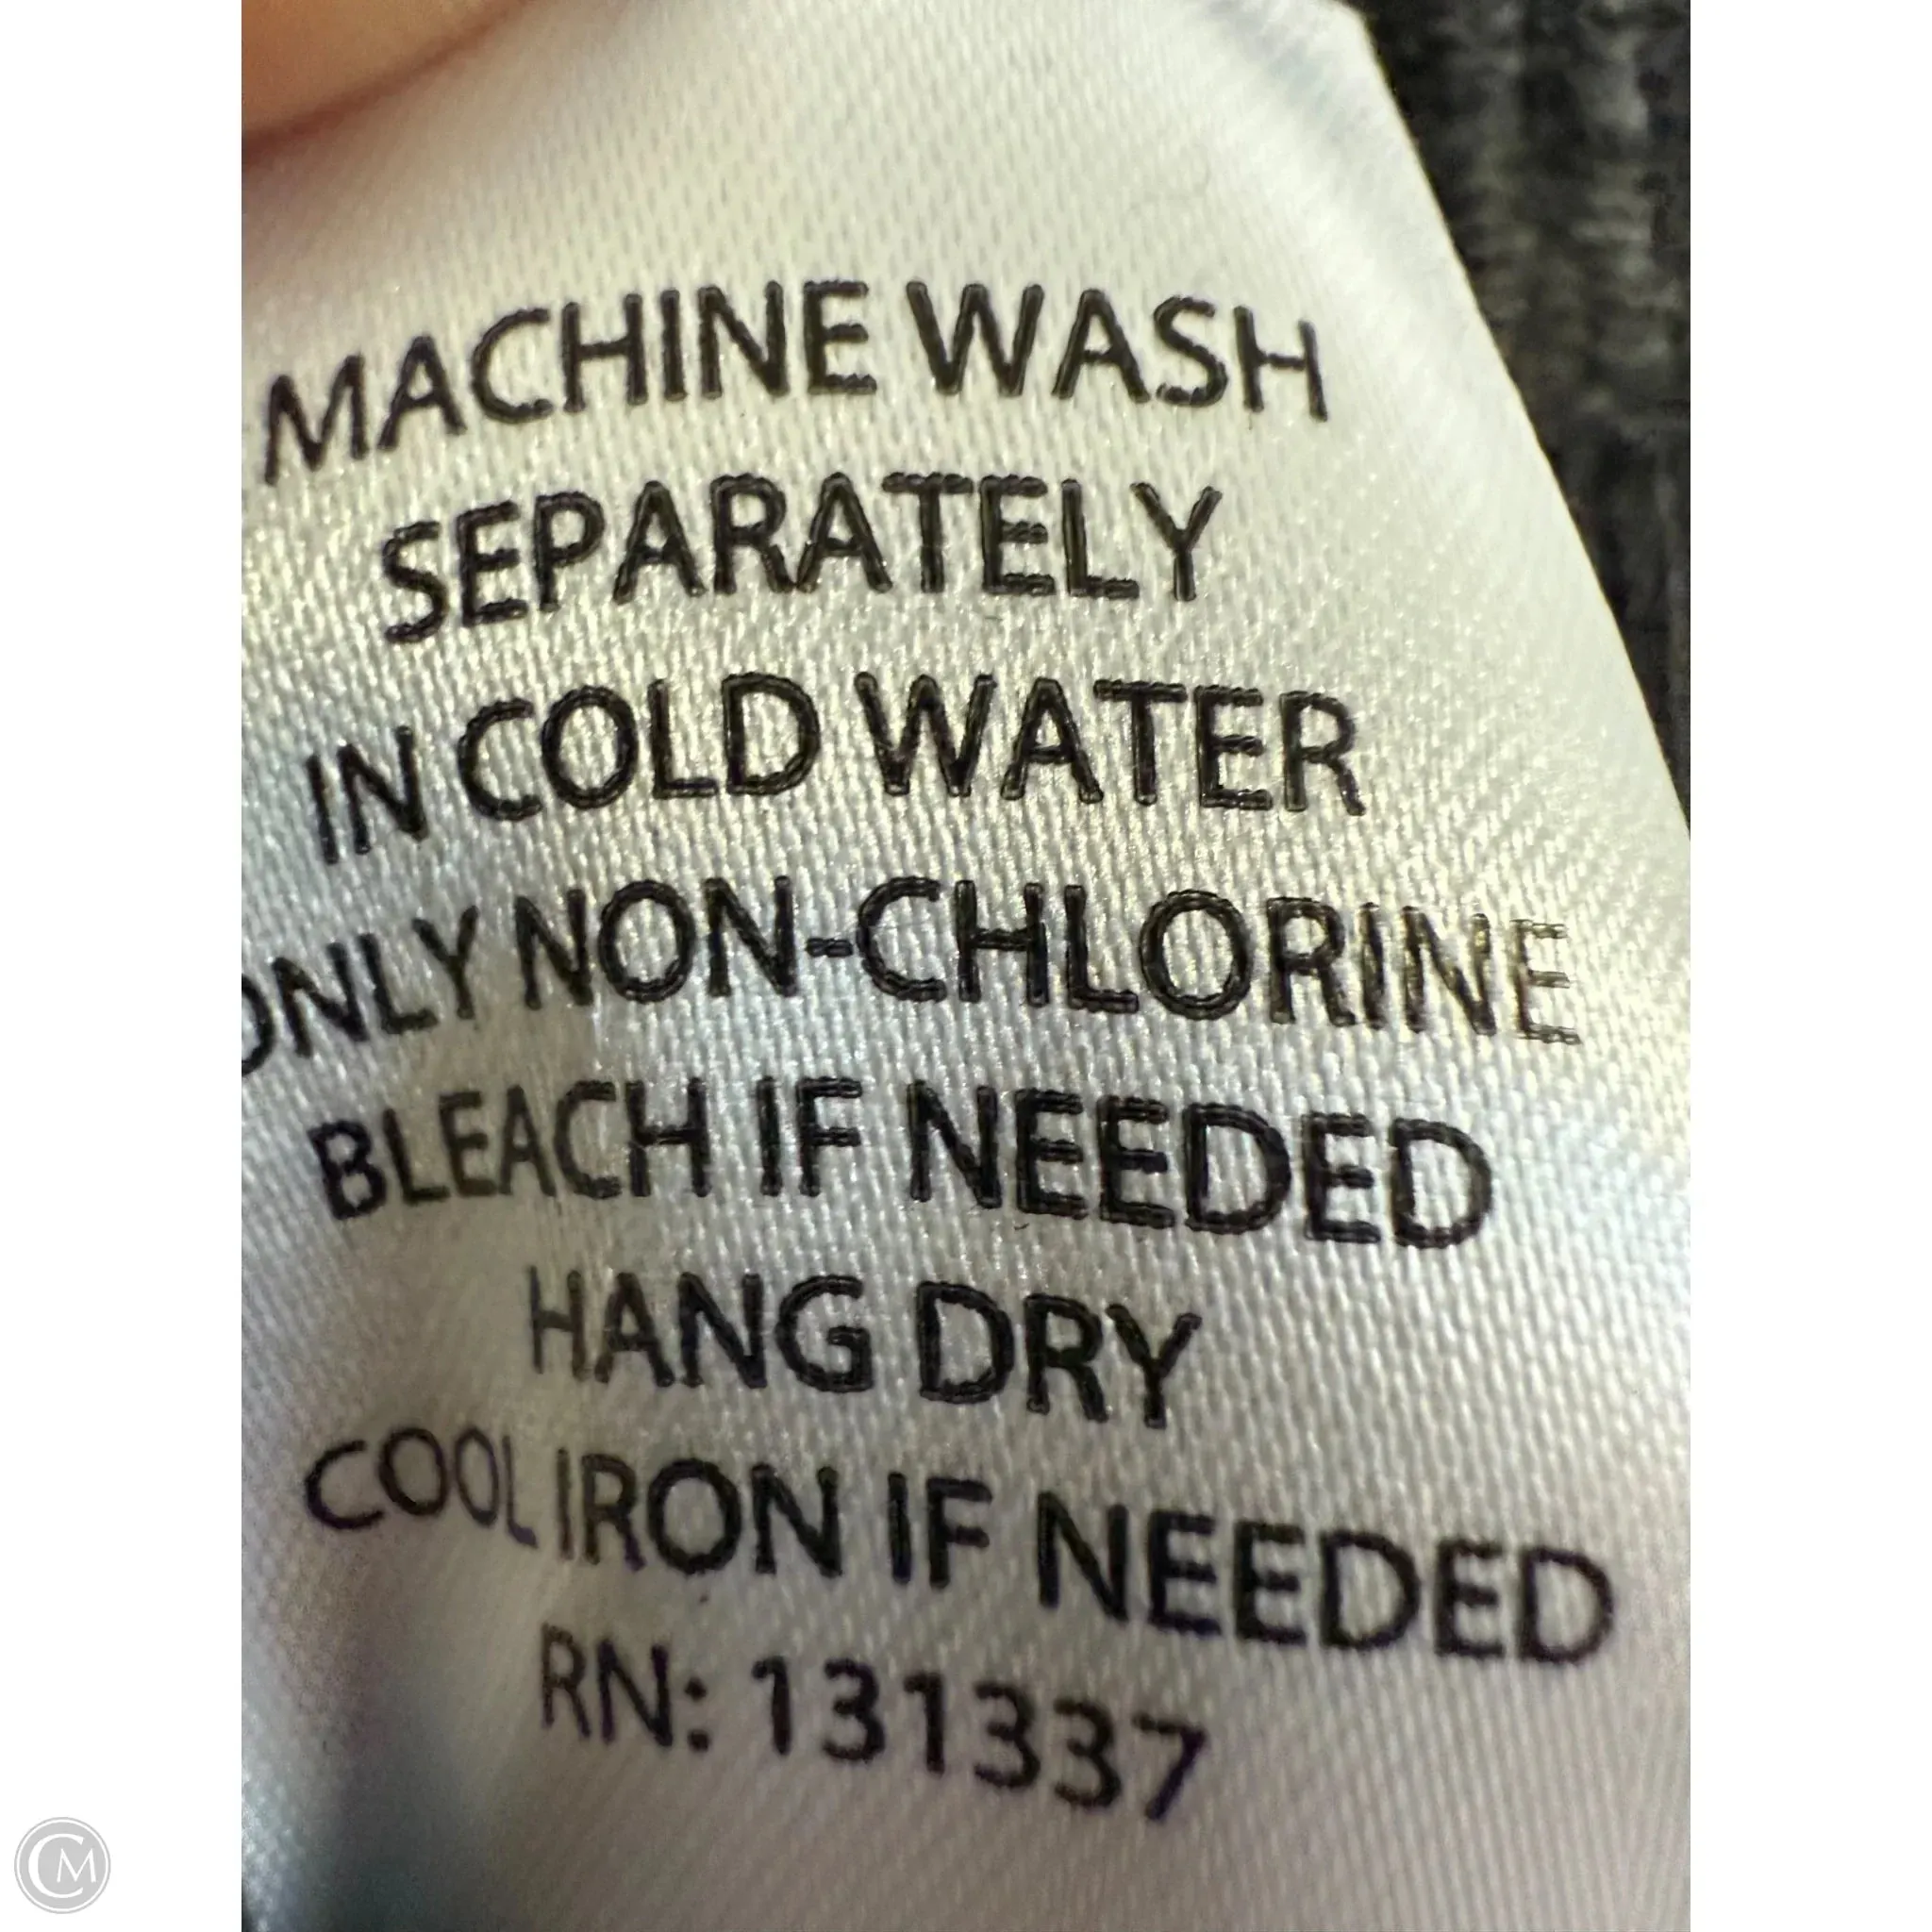 MACHINE WASH
SEPARATELY
IN COLD WATER
ONLY NON-CHLORINE
BLEACH IF NEEDED
HANG DRY
COOL IRON IF NEEDED
RN: 131337
CM